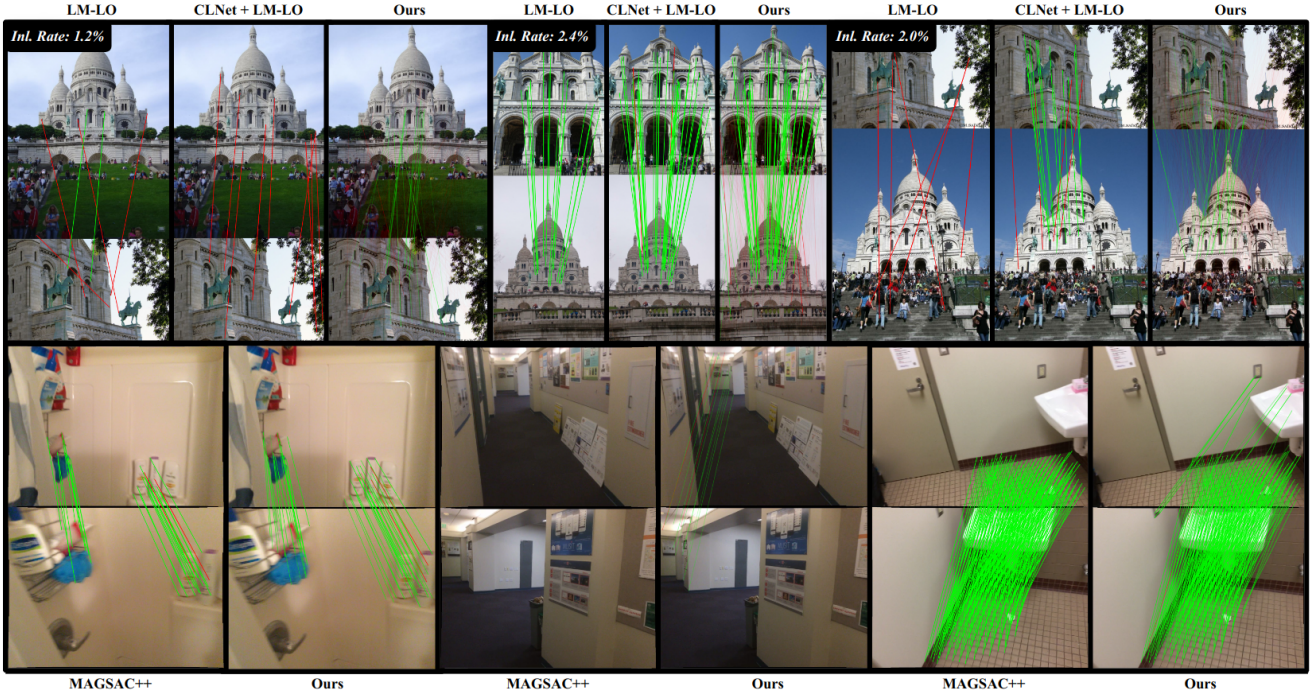 LM-LO CLNet + LM-LO Ours LM-LO CLNet + LM-LO Ours LM-LO CLNet + LM-LO Ours
Inl. Rate: 1.2% Inl. Rate: 2.4% Inl. Rate: 2.0%
MAGSAC++ Ours MAGSAC++ Ours MAGSAC++ Ours